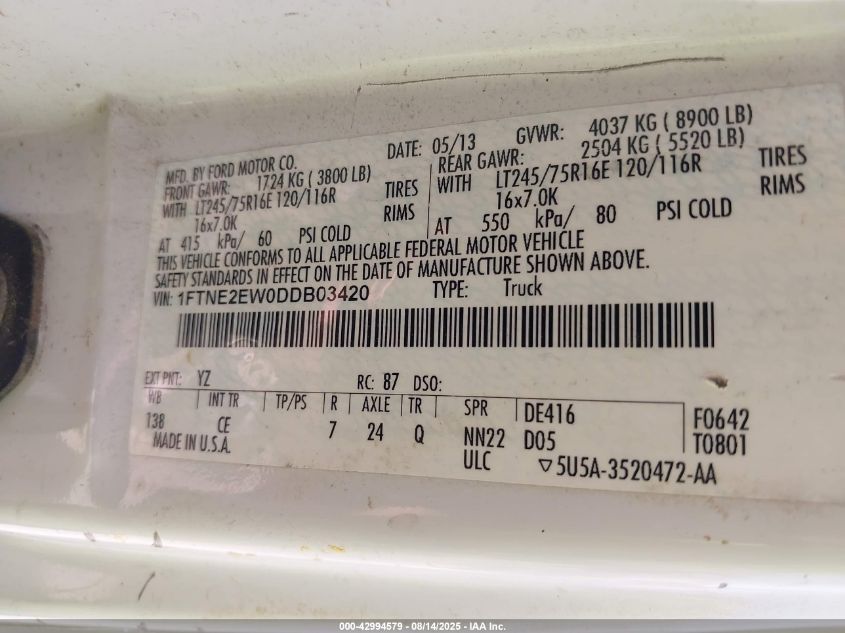 MFD. BY FORD MOTOR CO. DATE: 05/13 GVWR: 4037 KG ( 8900 LB)
FRONT GAWR: 1724 KG ( 3800 LB) REAR GAWR: 2504 KG ( 5520 LB)
WITH LT245/75R16E 120/116R TIRES WITH LT245/75R16E 120/116R TIRES
16x7.0K RIMS 16x7.0K RIMS
AT 415 kPa/ 60 PSI COLD AT 550 kPa/ 80 PSI COLD
THIS VEHICLE CONFORMS TO ALL APPLICABLE FEDERAL MOTOR VEHICLE
SAFETY STANDARDS IN EFFECT ON THE DATE OF MANUFACTURE SHOWN ABOVE.
VIN: 1FTNE2EW0DDB03420 TYPE: Truck
EXT PNT: YZ RC: 87 DSO:
WB INT TR TP/PS R AXLE TR SPR DE416 F0642
138 CE 7 24 Q NN22 D05 T0801
MADE IN U.S.A. ULC ▽5U5A-3520472-AA
000-42994579 - 08/14/2025 - IAA Inc.